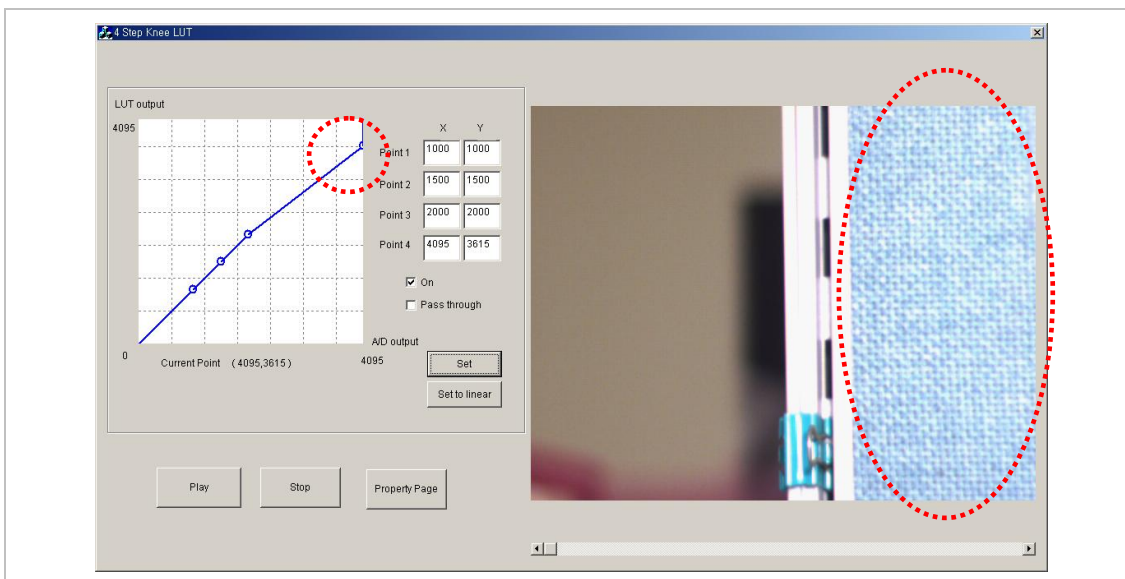 4 Step Knee LUT
LUT output
4095
X Y
Point 1 1000 1000
Point 2 1500 1500
Point 3 2000 2000
Point 4 4095 3615
On
Pass through
A/D output
0 Current Point ( 4095,3615 ) 4095
Set
Set to linear
Play Stop Property Page